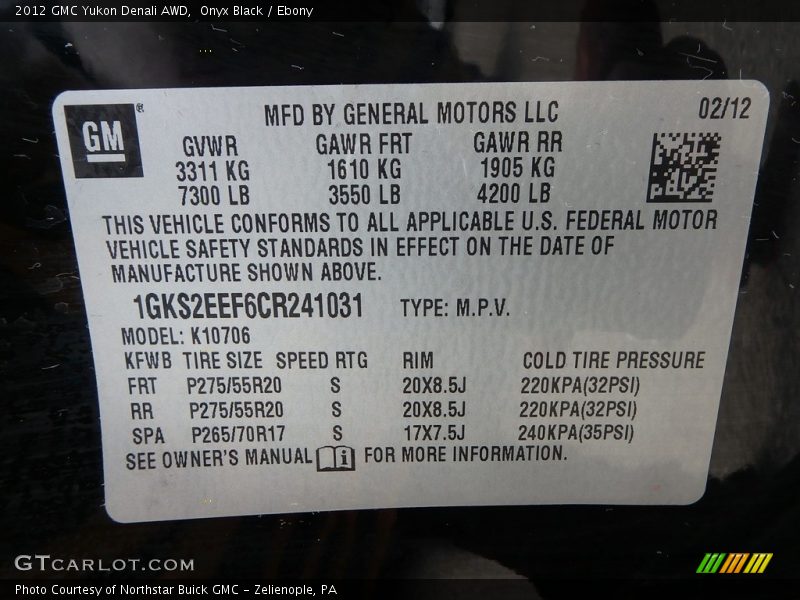 2012 GMC Yukon Denali AWD, Onyx Black / Ebony
GM ®
MFD BY GENERAL MOTORS LLC 02/12
GVWR GAWR FRT GAWR RR
3311 KG 1610 KG 1905 KG
7300 LB 3550 LB 4200 LB
THIS VEHICLE CONFORMS TO ALL APPLICABLE U.S. FEDERAL MOTOR
VEHICLE SAFETY STANDARDS IN EFFECT ON THE DATE OF
MANUFACTURE SHOWN ABOVE.
1GKS2EEF6CR241031 TYPE: M.P.V.
MODEL: K10706
KFWB TIRE SIZE SPEED RTG RIM COLD TIRE PRESSURE
FRT P275/55R20 S 20X8.5J 220KPA(32PSI)
RR P275/55R20 S 20X8.5J 220KPA(32PSI)
SPA P265/70R17 S 17X7.5J 240KPA(35PSI)
SEE OWNER'S MANUAL i FOR MORE INFORMATION.
GTCARLOT.COM
Photo Courtesy of Northstar Buick GMC - Zelienople, PA